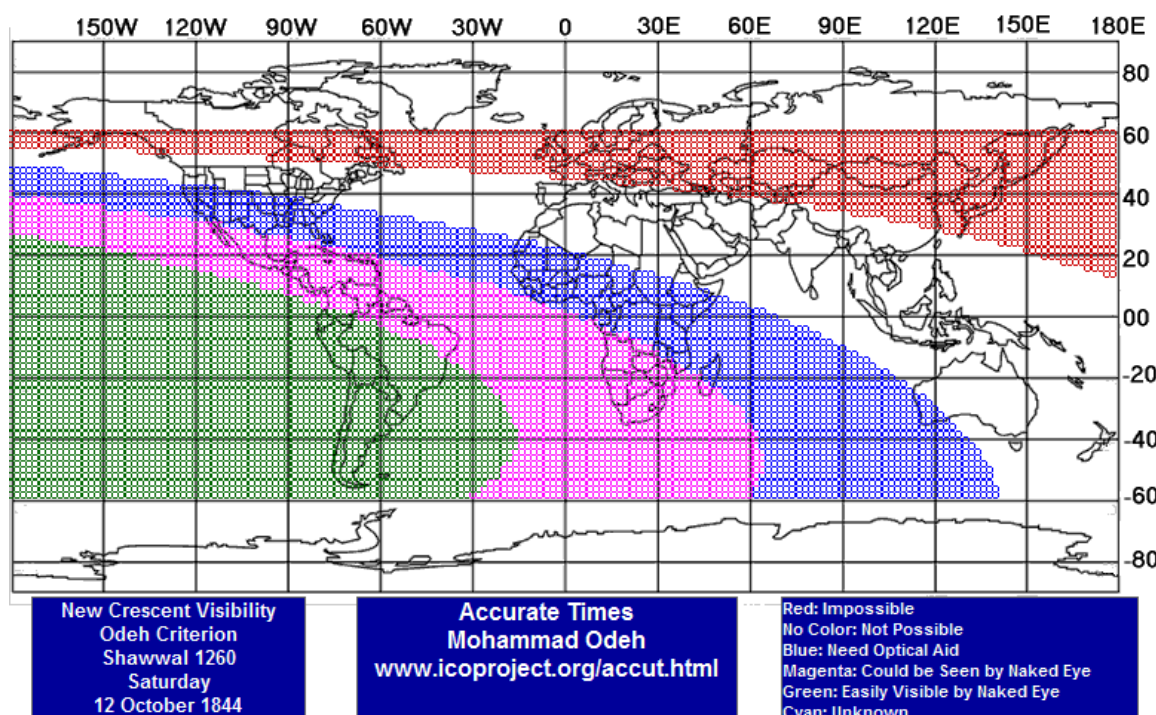 150W 120W 90W 60W 30W 0 30E 60E 90E 120E 150E 180E
80
60
40
20
00
-20
-40
-60
-80
New Crescent Visibility
Odeh Criterion
Shawwal 1260
Saturday
12 October 1844
Accurate Times
Mohammad Odeh
www.icoproject.org/accut.html
Red: Impossible
No Color: Not Possible
Blue: Need Optical Aid
Magenta: Could be Seen by Naked Eye
Green: Easily Visible by Naked Eye
Cyan: Unknown